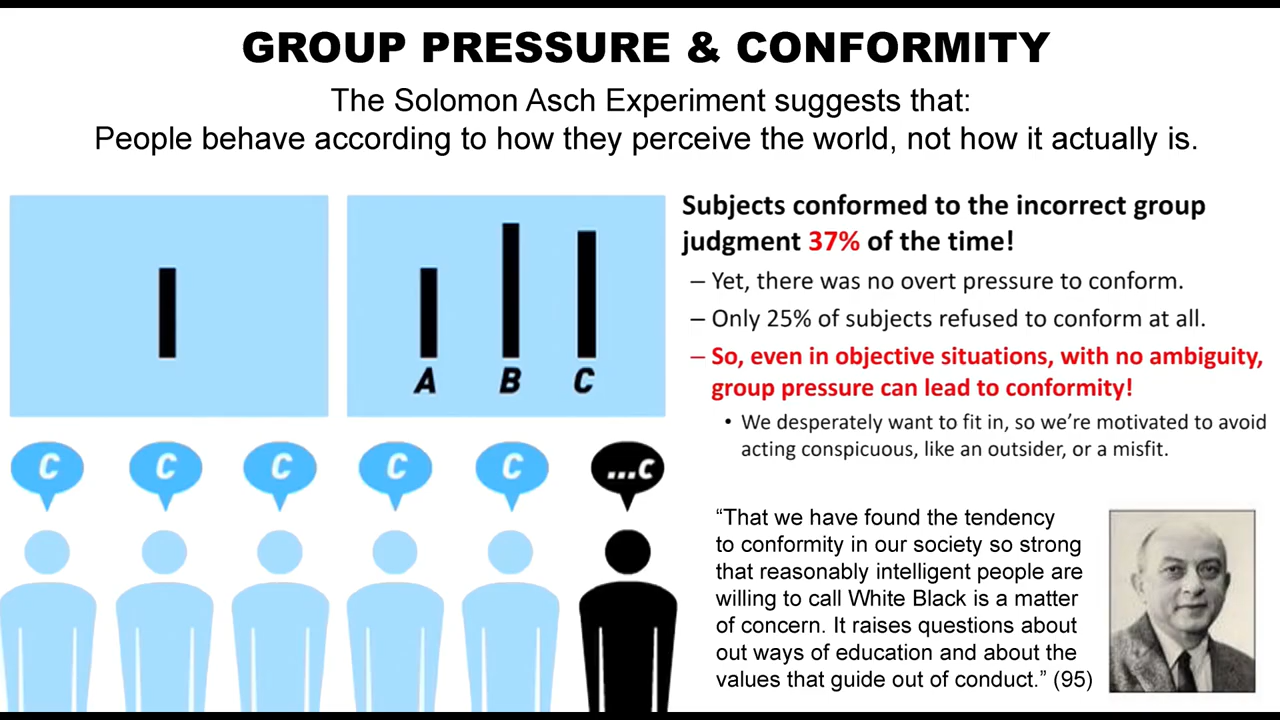 GROUP PRESSURE & CONFORMITY
The Solomon Asch Experiment suggests that:
People behave according to how they perceive the world, not how it actually is.
A B C
Subjects conformed to the incorrect group
judgment 37% of the time!
– Yet, there was no overt pressure to conform.
– Only 25% of subjects refused to conform at all.
– So, even in objective situations, with no ambiguity,
group pressure can lead to conformity!
• We desperately want to fit in, so we're motivated to avoid
acting conspicuous, like an outsider, or a misfit.
C C C C C ...C
“That we have found the tendency
to conformity in our society so strong
that reasonably intelligent people are
willing to call White Black is a matter
of concern. It raises questions about
out ways of education and about the
values that guide out of conduct.” (95)